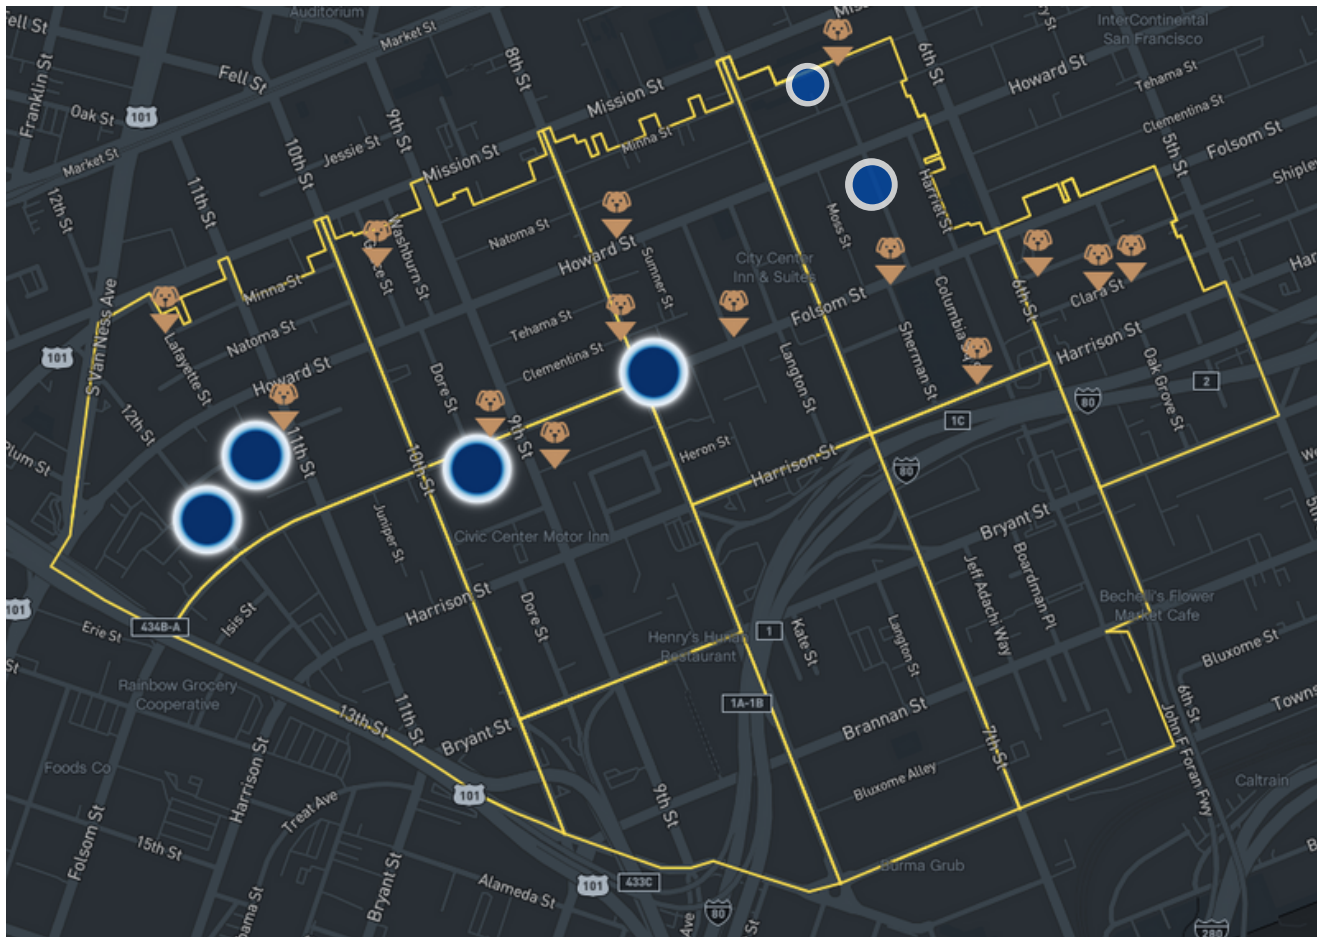 Auditorium
Market St
Fell St
Franklin St
101
Oak St
Market St
12th St
11th St
10th St
Jessie St
9th St
Mission St
8th St
Mission St
Minna St
6th St
Howard St
InterContinental
San Francisco
Tehama St
Clementina St
5th St
Folsom St
Harriet St
Washburn St
Natoma St
Howard St
Sumner St
City Center
Inn & Suites
Moss St
Folsom St
Columbia
6th St
Clara St
Harrison St
Minna St
Natoma St
Howard St
Lafayette St
S Van Ness Ave
101
12th St
11th St
Tehama St
Clementina St
Dore St
9th St
10th St
Langton St
Sherman St
Oak Grove St
2
80
1C
80
Heron St
Harrison St
Bryant St
Juniper St
Civic Center Motor Inn
Harrison St
Dore St
Jeff Adachi Way
Boardman Pl
Bechelli's Flower
Market Cafe
Bluxome St
101
434B-A
Erie St
Isis St
Henry's Hunan
Restaurant
1
Kate St
Langton St
Rainbow Grocery
Cooperative
13th St
11th St
Bryant St
1A-1B
Brannan St
7th St
6th St
John F Foran Fwy
Foods Co
Harrison St
101
Treat Ave
9th St
Bluxome Alley
Caltrain
Folsom St
15th St
Bryant St
Alameda St
101
433C
80
Burma Grub
280